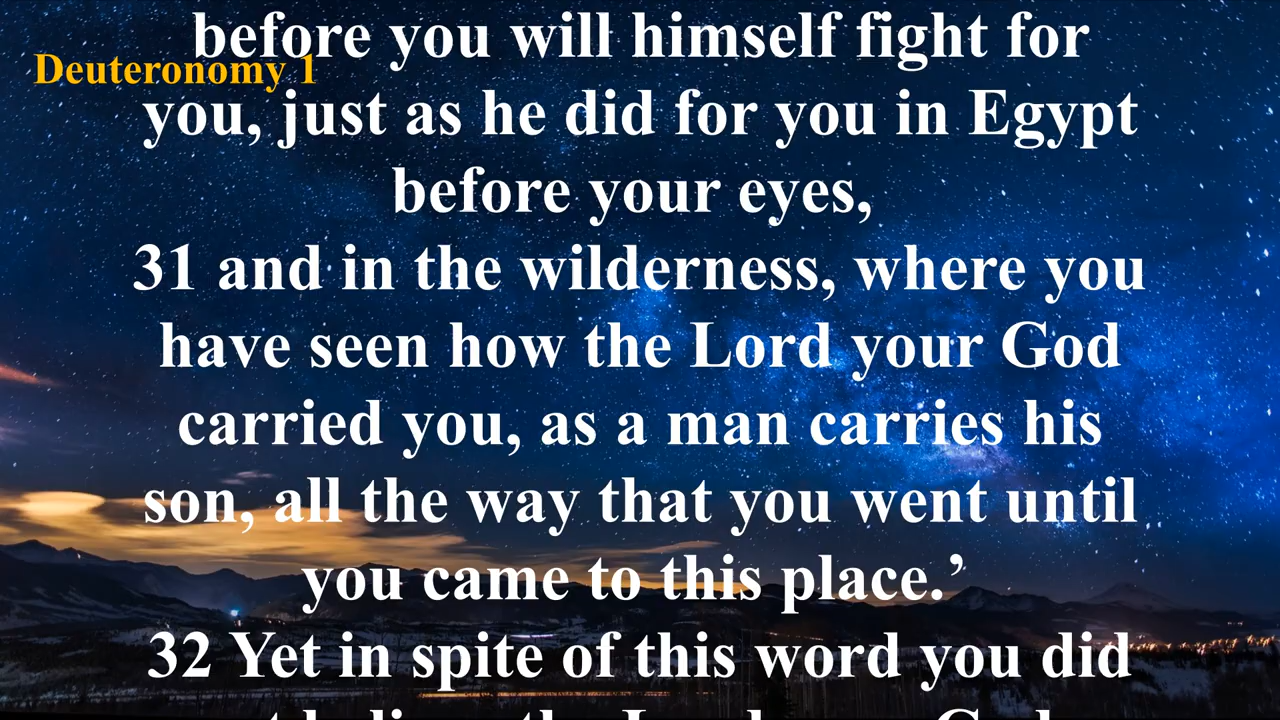 before you will himself fight for
Deuteronomy 1
you, just as he did for you in Egypt
before your eyes,
31 and in the wilderness, where you
have seen how the Lord your God
carried you, as a man carries his
son, all the way that you went until
you came to this place.’
32 Yet in spite of this word you did